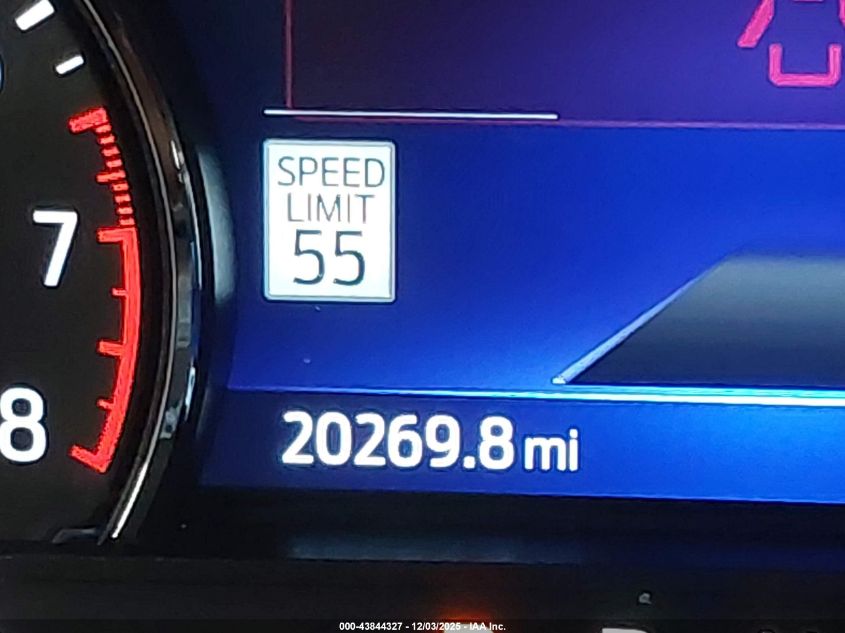 SPEED
LIMIT
55
7
8
20269.8 mi
000-43844327 - 12/03/2025 - IAA Inc.